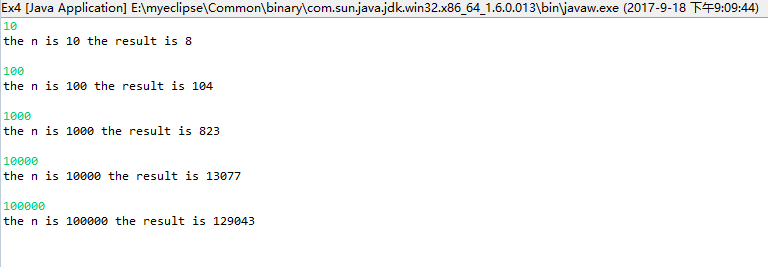 Ex4 [Java Application] E:\myeclipse\Common\binary\com.sun.java.jdk.win32.x86_64_1.6.0.013\bin\javaw.exe (2017-9-18 下午9:09:44)
10
the n is 10 the result is 8
100
the n is 100 the result is 104
1000
the n is 1000 the result is 823
10000
the n is 10000 the result is 13077
100000
the n is 100000 the result is 129043